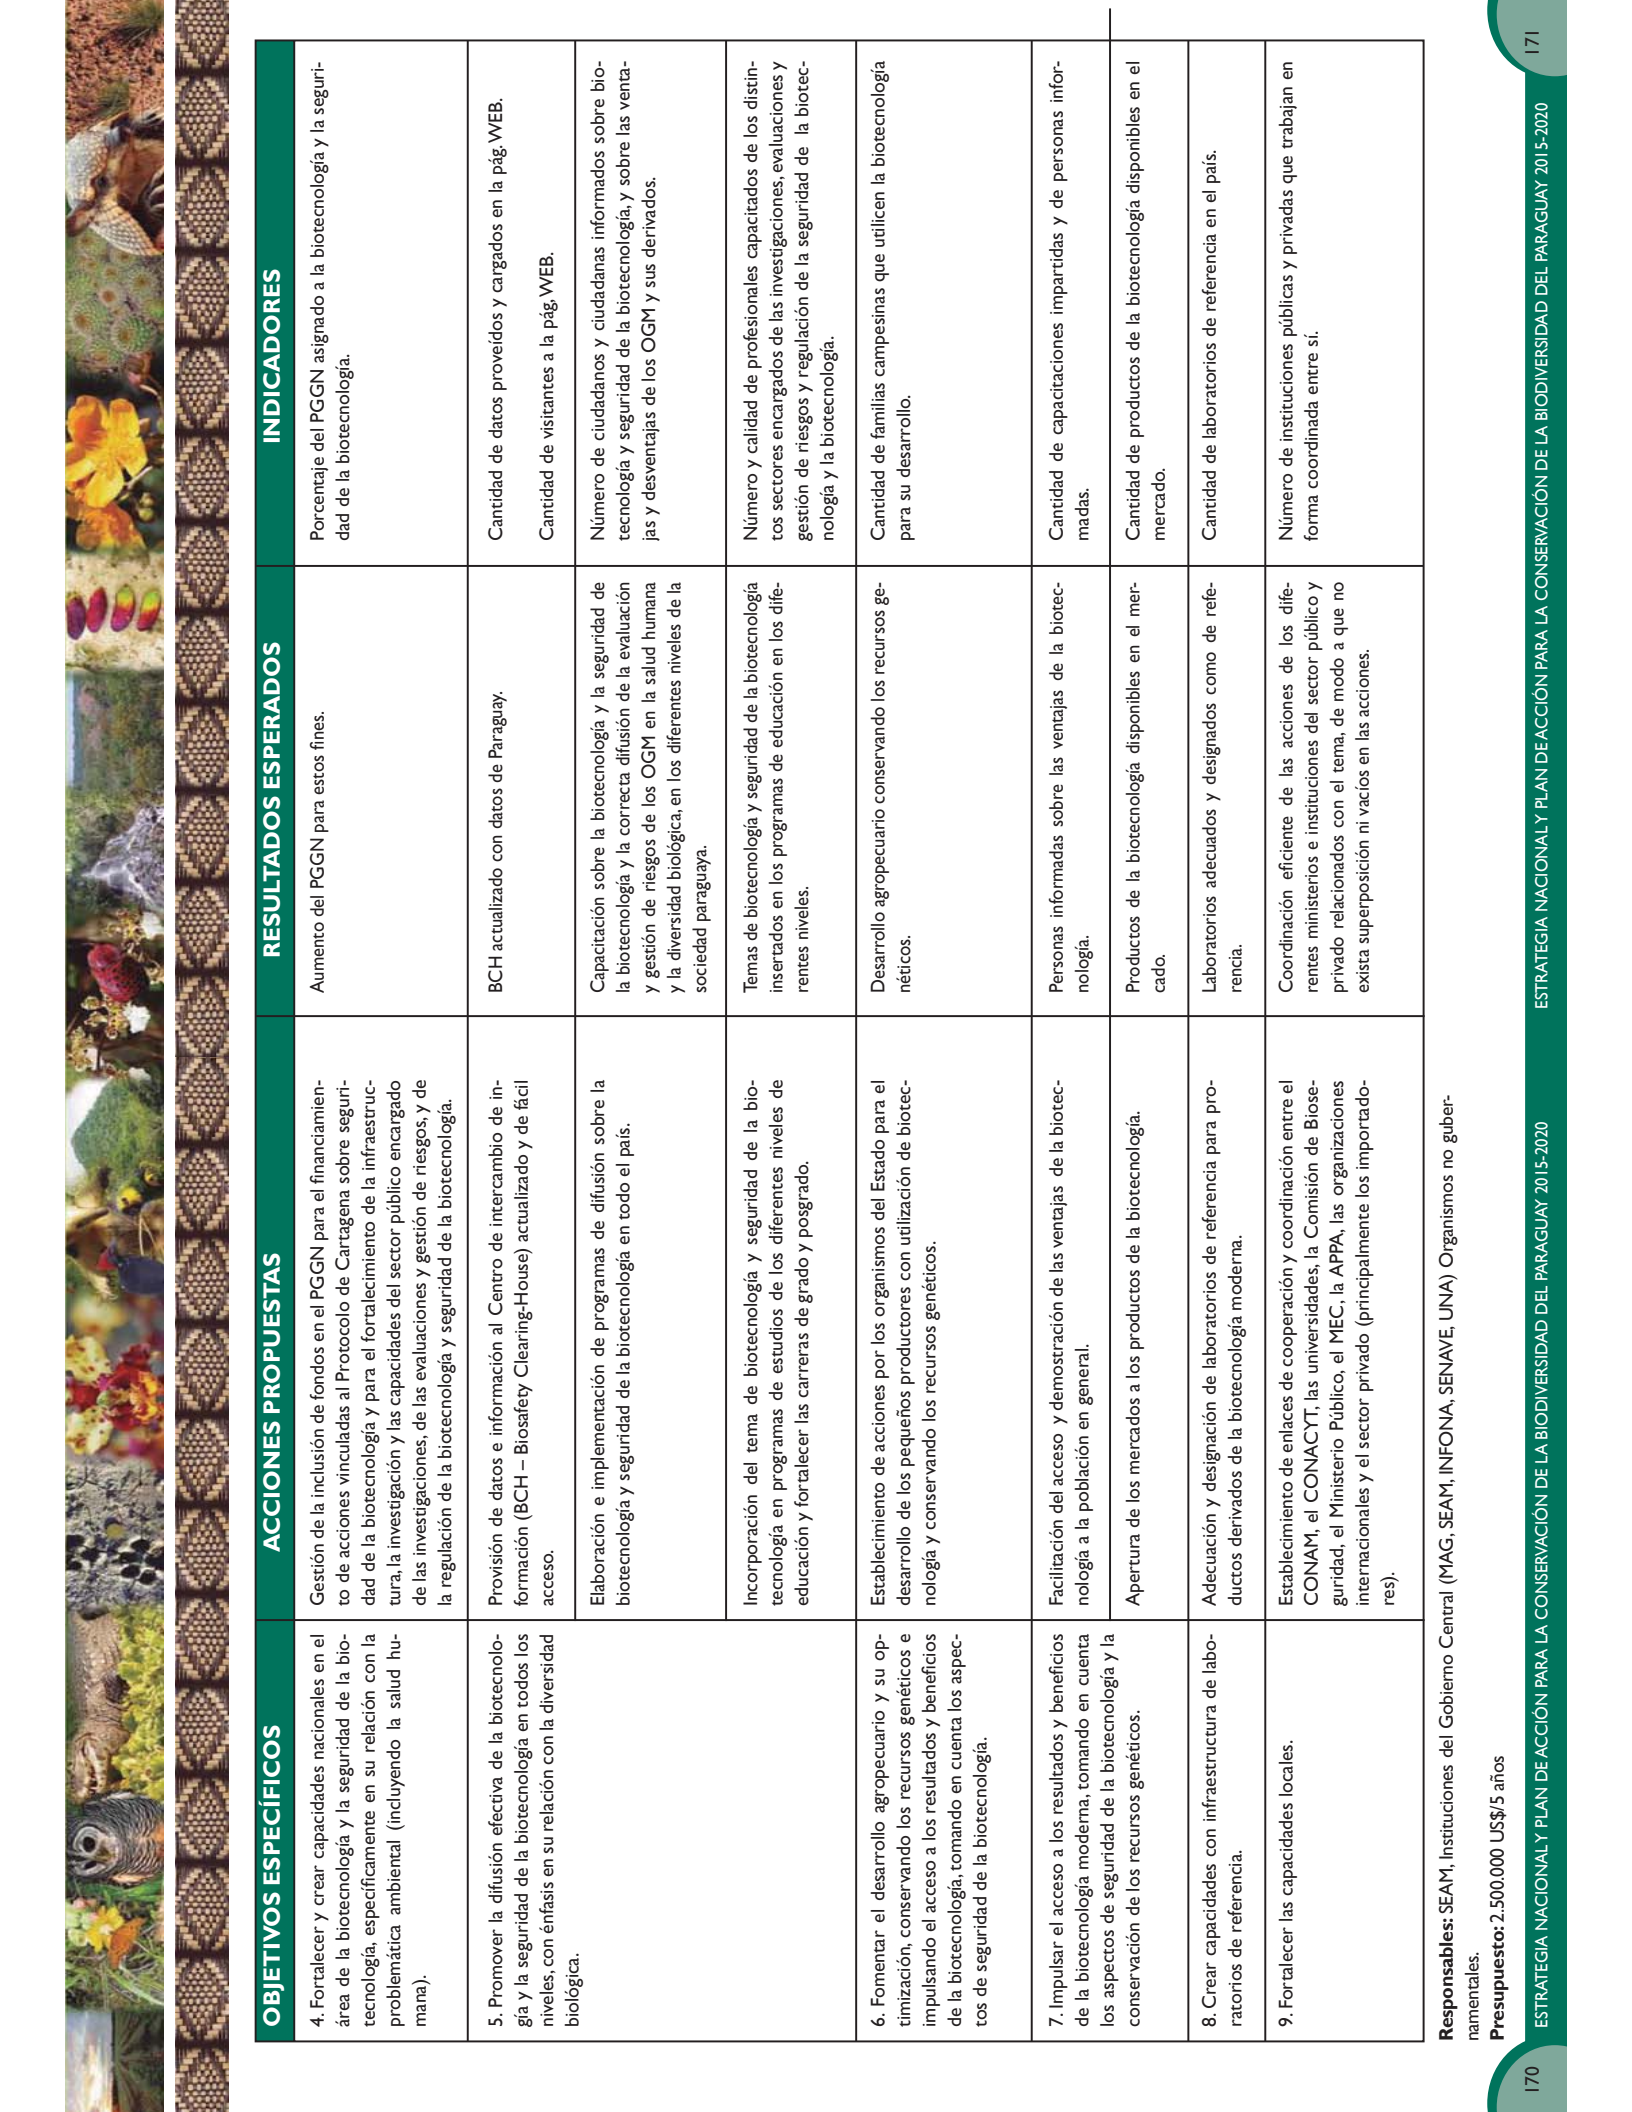 OBJETIVOS ESPECÍFICOS
ACCIONES PROPUESTAS
RESULTADOS ESPERADOS
INDICADORES
4. Fortalecer y crear capacidades nacionales en el
área de la biotecnología y la seguridad de la bio-
tecnología, específicamente en su relación con la
problemática ambiental (incluyendo la salud hu-
mana).
Gestión de la inclusión de fondos en el PGGN para el financiamien-
to de acciones vinculadas al Protocolo de Cartagena sobre seguri-
dad de la biotecnología y para el fortalecimiento de la infraestruc-
tura, la investigación y las capacidades del sector público encargado
de las investigaciones, de las evaluaciones y gestión de riesgos, y de
la regulación de la biotecnología y seguridad de la biotecnología.
Aumento del PGGN para estos fines.
Porcentaje del PGGN asignado a la biotecnología y la seguri-
dad de la biotecnología.
5. Promover la difusión efectiva de la biotecnolo-
gía y la seguridad de la biotecnología en todos los
niveles, con énfasis en su relación con la diversidad
biológica.
Provisión de datos e información al Centro de intercambio de in-
formación (BCH – Biosafety Clearing-House) actualizado y de fácil
acceso.
BCH actualizado con datos de Paraguay.
Cantidad de datos proveídos y cargados en la pág. WEB.
Cantidad de visitantes a la pág. WEB.
Elaboración e implementación de programas de difusión sobre la
biotecnología y seguridad de la biotecnología en todo el país.
Capacitación sobre la biotecnología y la seguridad de
la biotecnología y la correcta difusión de la evaluación
y gestión de riesgos de los OGM en la salud humana
y la diversidad biológica, en los diferentes niveles de la
sociedad paraguaya.
Número de ciudadanos y ciudadanas informados sobre bio-
tecnología y seguridad de la biotecnología, y sobre las venta-
jas y desventajas de los OGM y sus derivados.
Incorporación del tema de biotecnología y seguridad de la bio-
tecnología en programas de estudios de los diferentes niveles de
educación y fortalecer las carreras de grado y posgrado.
Temas de biotecnología y seguridad de la biotecnología
insertados en los programas de educación en los dife-
rentes niveles.
Número y calidad de profesionales capacitados de los distin-
tos sectores encargados de las investigaciones, evaluaciones y
gestión de riesgos y regulación de la seguridad de la biotec-
nología y la biotecnología.
6. Fomentar el desarrollo agropecuario y su op-
timización, conservando los recursos genéticos e
impulsando el acceso a los resultados y beneficios
de la biotecnología, tomando en cuenta los aspec-
tos de seguridad de la biotecnología.
Establecimiento de acciones por los organismos del Estado para el
desarrollo de los pequeños productores con utilización de biotec-
nología y conservando los recursos genéticos.
Desarrollo agropecuario conservando los recursos ge-
néticos.
Cantidad de familias campesinas que utilicen la biotecnología
para su desarrollo.
7. Impulsar el acceso a los resultados y beneficios
de la biotecnología moderna, tomando en cuenta
los aspectos de seguridad de la biotecnología y la
conservación de los recursos genéticos.
Facilitación del acceso y demostración de las ventajas de la biotec-
nología a la población en general.
Personas informadas sobre las ventajas de la biotec-
nología.
Cantidad de capacitaciones impartidas y de personas infor-
madas.
Apertura de los mercados a los productos de la biotecnología.
Productos de la biotecnología disponibles en el mer-
cado.
Cantidad de productos de la biotecnología disponibles en el
mercado.
8. Crear capacidades con infraestructura de labo-
ratorios de referencia.
Adecuación y designación de laboratorios de referencia para pro-
ductos derivados de la biotecnología moderna.
Laboratorios adecuados y designados como de refe-
rencia.
Cantidad de laboratorios de referencia en el país.
9. Fortalecer las capacidades locales.
Establecimiento de enlaces de cooperación y coordinación entre el
CONAM, el CONACYT, las universidades, la Comisión de Biose-
guridad, el Ministerio Público, el MEC, la APPA, las organizaciones
internacionales y el sector privado (principalmente los importado-
res).
Coordinación eficiente de las acciones de los dife-
rentes ministerios e instituciones del sector público y
privado relacionados con el tema, de modo a que no
exista superposición ni vacíos en las acciones.
Número de instituciones públicas y privadas que trabajan en
forma coordinada entre sí.
Responsables: SEAM, Instituciones del Gobierno Central (MAG, SEAM, INFONA, SENAVE, UNA) Organismos no guber-
namentales.
Presupuesto: 2.500.000 US$/5 años
170
ESTRATEGIA NACIONAL Y PLAN DE ACCIÓN PARA LA CONSERVACIÓN DE LA BIODIVERSIDAD DEL PARAGUAY 2015-2020
ESTRATEGIA NACIONAL Y PLAN DE ACCIÓN PARA LA CONSERVACIÓN DE LA BIODIVERSIDAD DEL PARAGUAY 2015-2020
171